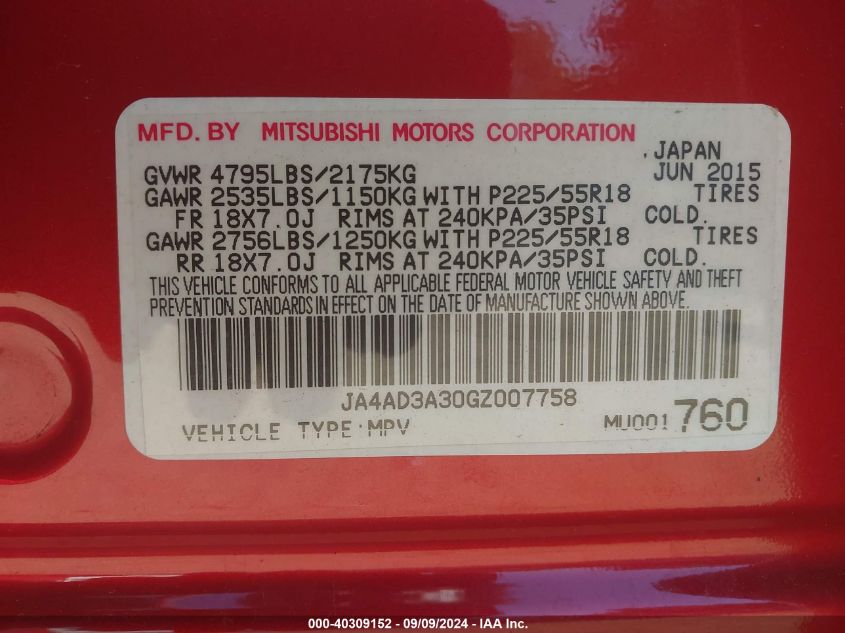 MFD. BY MITSUBISHI MOTORS CORPORATION
JAPAN
GVWR 4795LBS/2175KG JUN 2015
GAWR 2535LBS/1150KG WITH P225/55R18 TIRES
FR 18X7.0J RIMS AT 240KPA/35PSI COLD.
GAWR 2756LBS/1250KG WITH P225/55R18 TIRES
RR 18X7.0J RIMS AT 240KPA/35PSI COLD.
THIS VEHICLE CONFORMS TO ALL APPLICABLE FEDERAL MOTOR VEHICLE SAFETY AND THEFT
PREVENTION STANDARDS IN EFFECT ON THE DATE OF MANUFACTURE SHOWN ABOVE.
JA4AD3A30GZ007758
VEHICLE TYPE:MPV MU001760
000-40309152 - 09/09/2024 - IAA Inc.